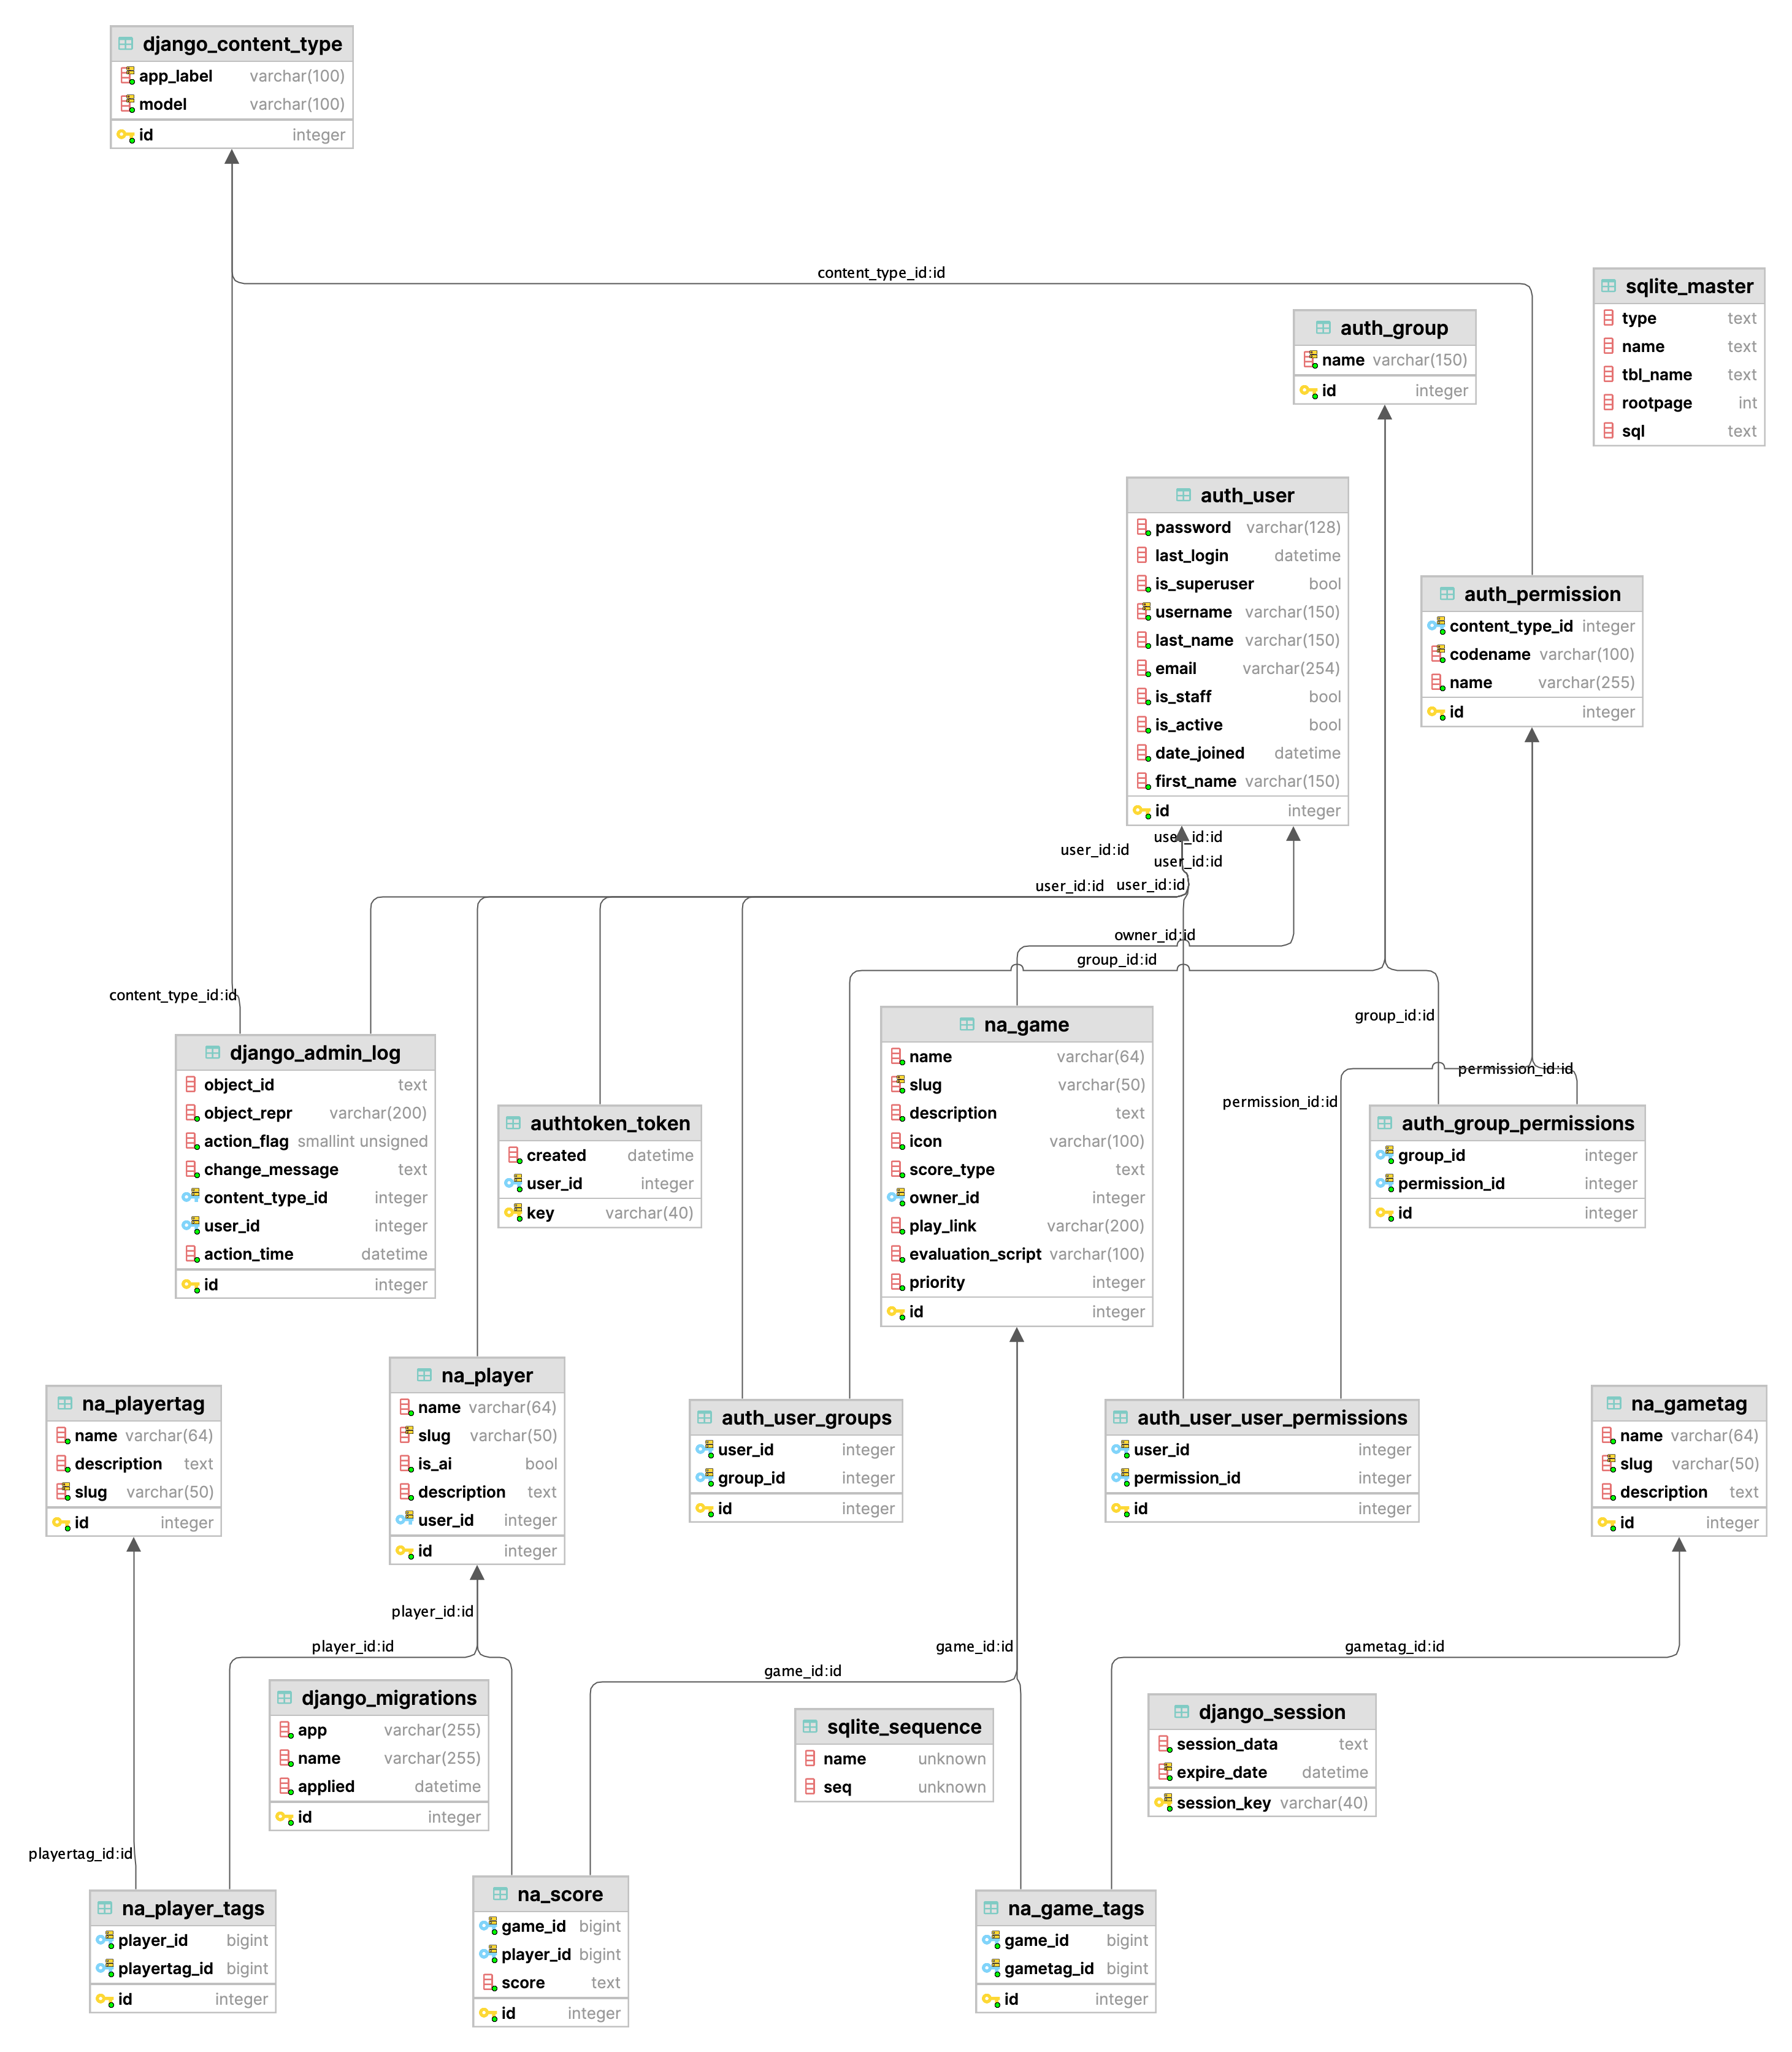 django_content_type
app_label varchar(100)
model varchar(100)
id integer
content_type_id:id
sqlite_master
type text
name text
tbl_name text
rootpage int
sql text
auth_group
name varchar(150)
id integer
auth_user
password varchar(128)
last_login datetime
is_superuser bool
username varchar(150)
last_name varchar(150)
email varchar(254)
is_staff bool
is_active bool
date_joined datetime
first_name varchar(150)
id integer
auth_permission
content_type_id integer
codename varchar(100)
name varchar(255)
id integer
user_id:id
user_id:id
user_id:id
user_id:id
user_id:id
owner_id:id
group_id:id
content_type_id:id
group_id:id
permission_id:id
permission_id:id
django_admin_log
object_id text
object_repr varchar(200)
action_flag smallint unsigned
change_message text
content_type_id integer
user_id integer
action_time datetime
id integer
authtoken_token
created datetime
user_id integer
key varchar(40)
na_game
name varchar(64)
slug varchar(50)
description text
icon varchar(100)
score_type text
owner_id integer
play_link varchar(200)
evaluation_script varchar(100)
priority integer
id integer
auth_group_permissions
group_id integer
permission_id integer
id integer
na_playertag
name varchar(64)
description text
slug varchar(50)
id integer
na_player
name varchar(64)
slug varchar(50)
is_ai bool
description text
user_id integer
id integer
auth_user_groups
user_id integer
group_id integer
id integer
auth_user_user_permissions
user_id integer
permission_id integer
id integer
na_gametag
name varchar(64)
slug varchar(50)
description text
id integer
player_id:id
player_id:id
game_id:id
game_id:id
gametag_id:id
django_migrations
app varchar(255)
name varchar(255)
applied datetime
id integer
sqlite_sequence
name unknown
seq unknown
django_session
session_data text
expire_date datetime
session_key varchar(40)
playertag_id:id
na_player_tags
player_id bigint
playertag_id bigint
id integer
na_score
game_id bigint
player_id bigint
score text
id integer
na_game_tags
game_id bigint
gametag_id bigint
id integer